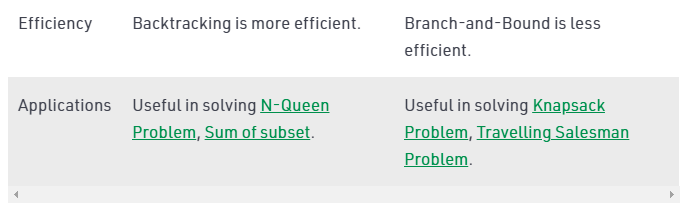 Efficiency
Backtracking is more efficient.
Branch-and-Bound is less
efficient.
Applications
Useful in solving N-Queen
Problem, Sum of subset.
Useful in solving Knapsack
Problem, Travelling Salesman
Problem.